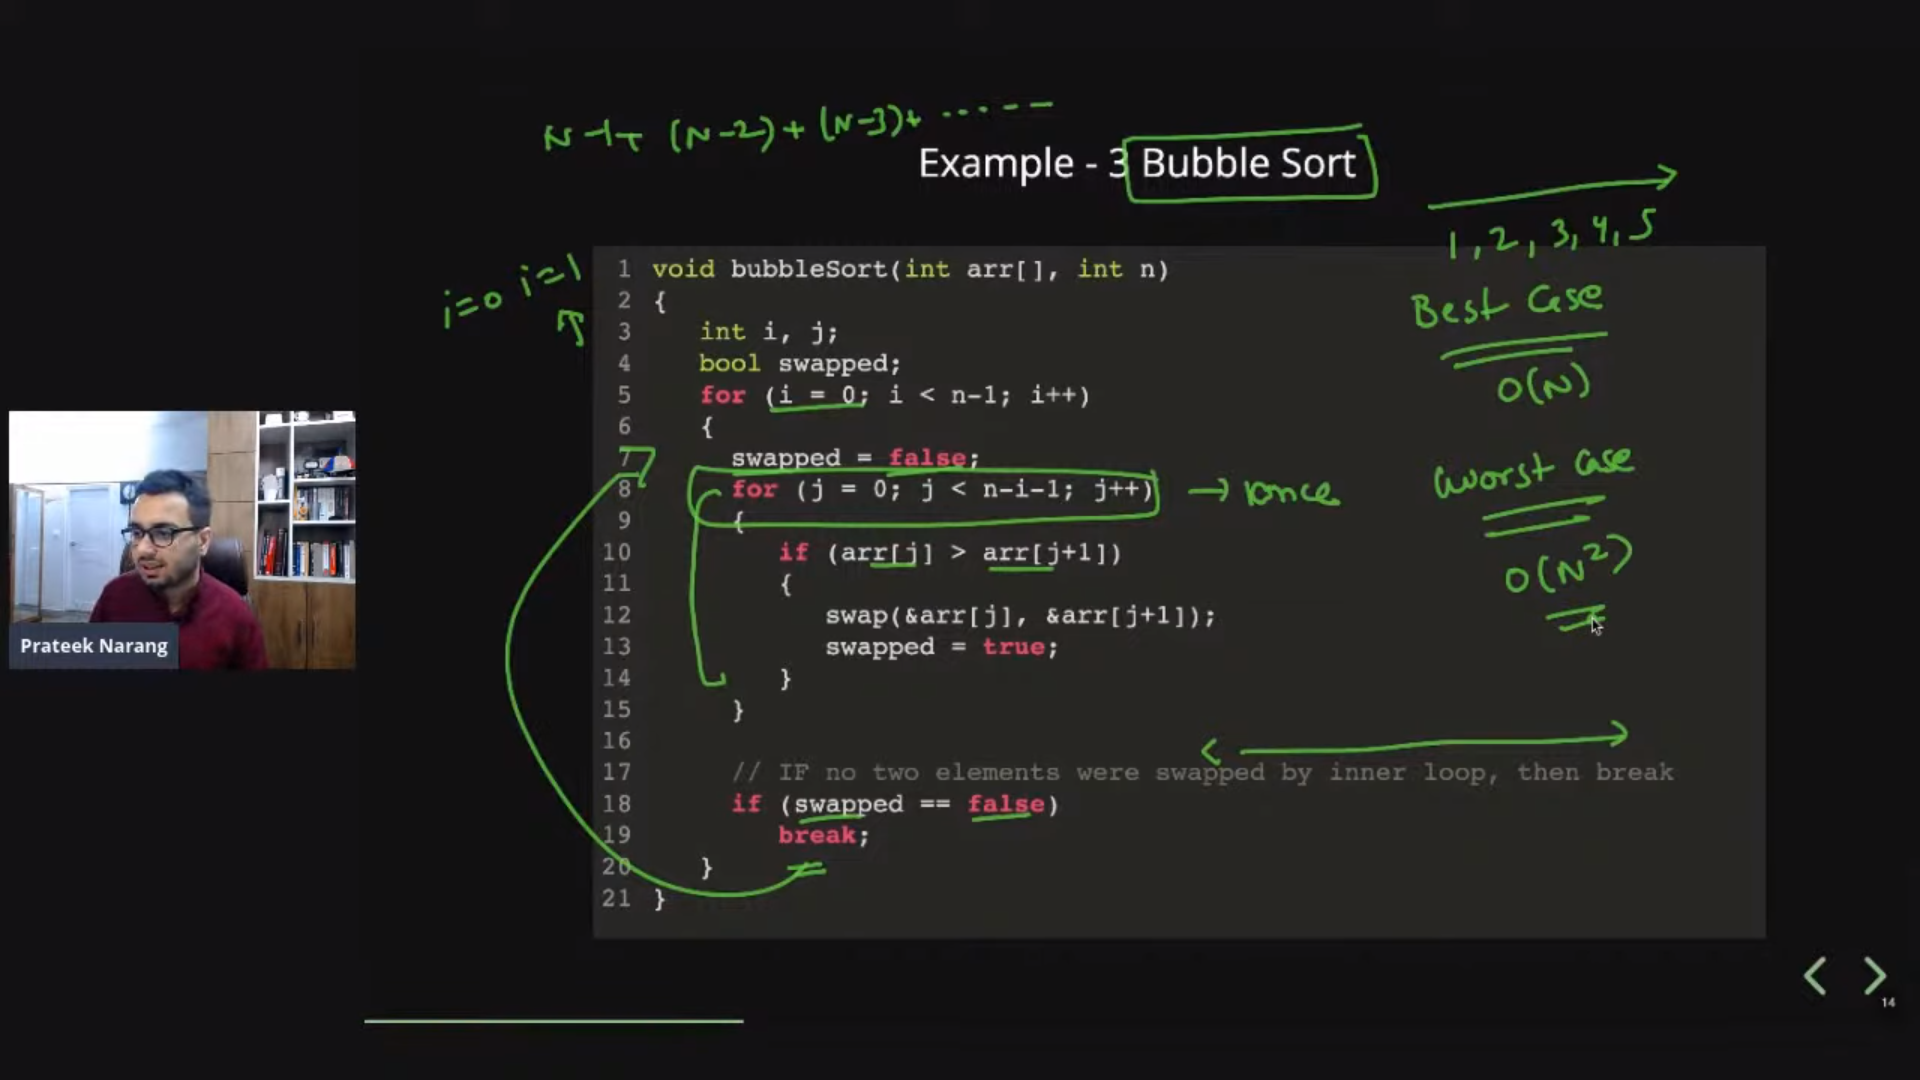 N-1+ (N-2)+(N-3)+ ......--
Example - 3 Bubble Sort
1,2,3,4,5
Best Case
O(N)
Worst Case
O(N²)
i=0 i=1
1 void bubbleSort(int arr[], int n)
2 {
3 int i, j;
4 bool swapped;
5 for (i = 0; i < n-1; i++)
6 {
7 swapped = false;
8 for (j = 0; j < n-i-1; j++) → once
9 {
10 if (arr[j] > arr[j+1])
11 {
12 swap(&arr[j], &arr[j+1]);
13 swapped = true;
14 }
15 }
16
17 // IF no two elements were swapped by inner loop, then break
18 if (swapped == false)
19 break;
20 }
21 }
Prateek Narang
14